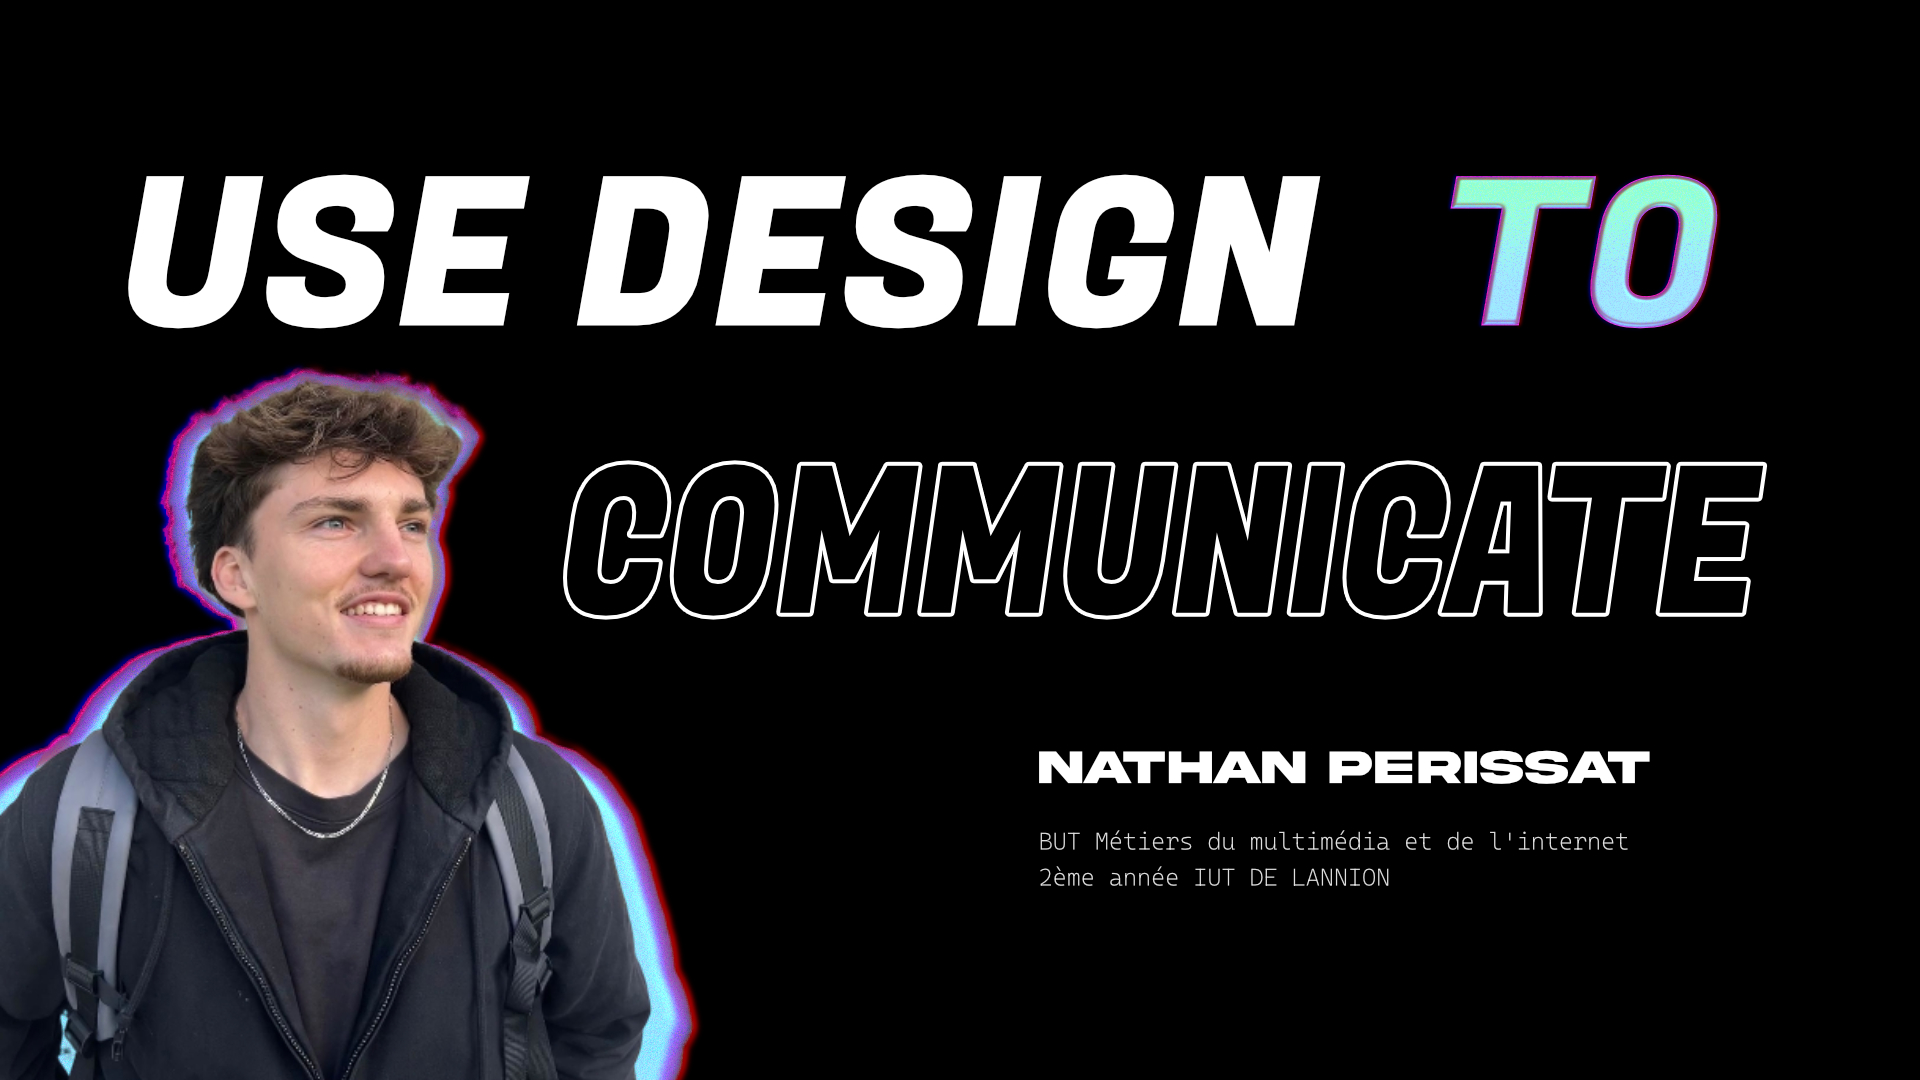 USE DESIGN TO
COMMUNICATE
NATHAN PERISSAT
BUT Métiers du multimédia et de l'internet
2ème année IUT DE LANNION